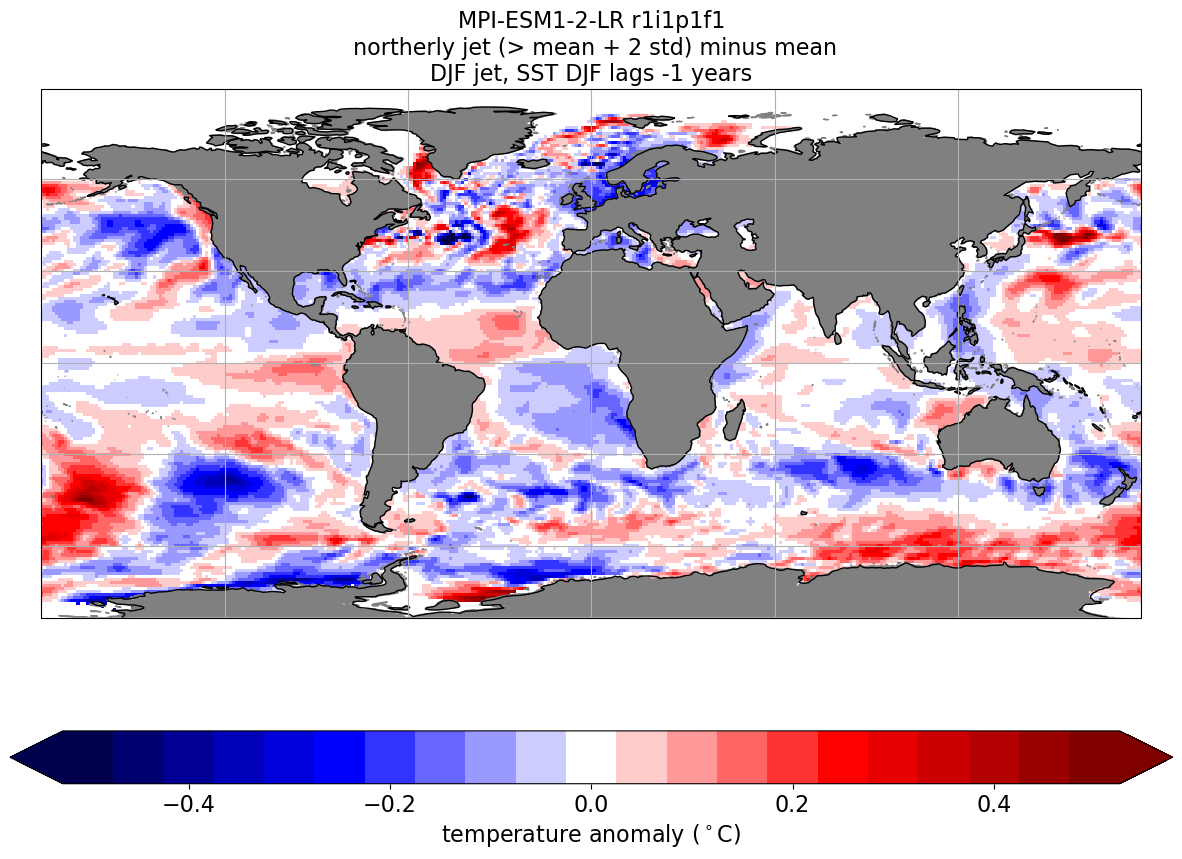 MPI-ESM1-2-LR r1i1p1f1
northerly jet (> mean + 2 std) minus mean
DJF jet, SST DJF lags -1 years
−0.4 −0.2 0.0 0.2 0.4
temperature anomaly (°C)